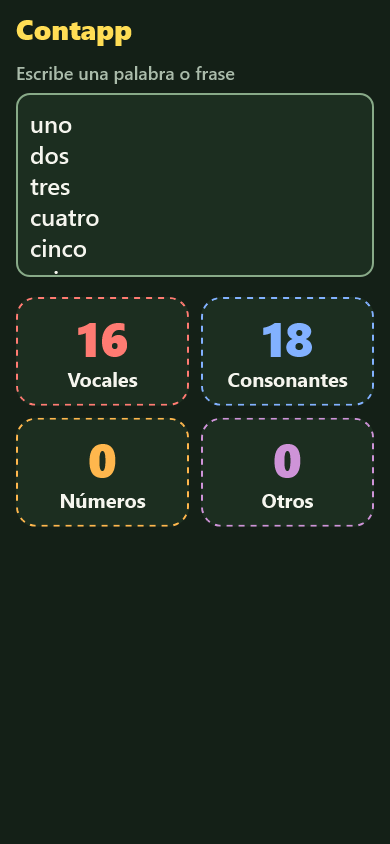 Contapp
Escribe una palabra o frase
uno
dos
tres
cuatro
cinco
16
Vocales
18
Consonantes
0
Números
0
Otros